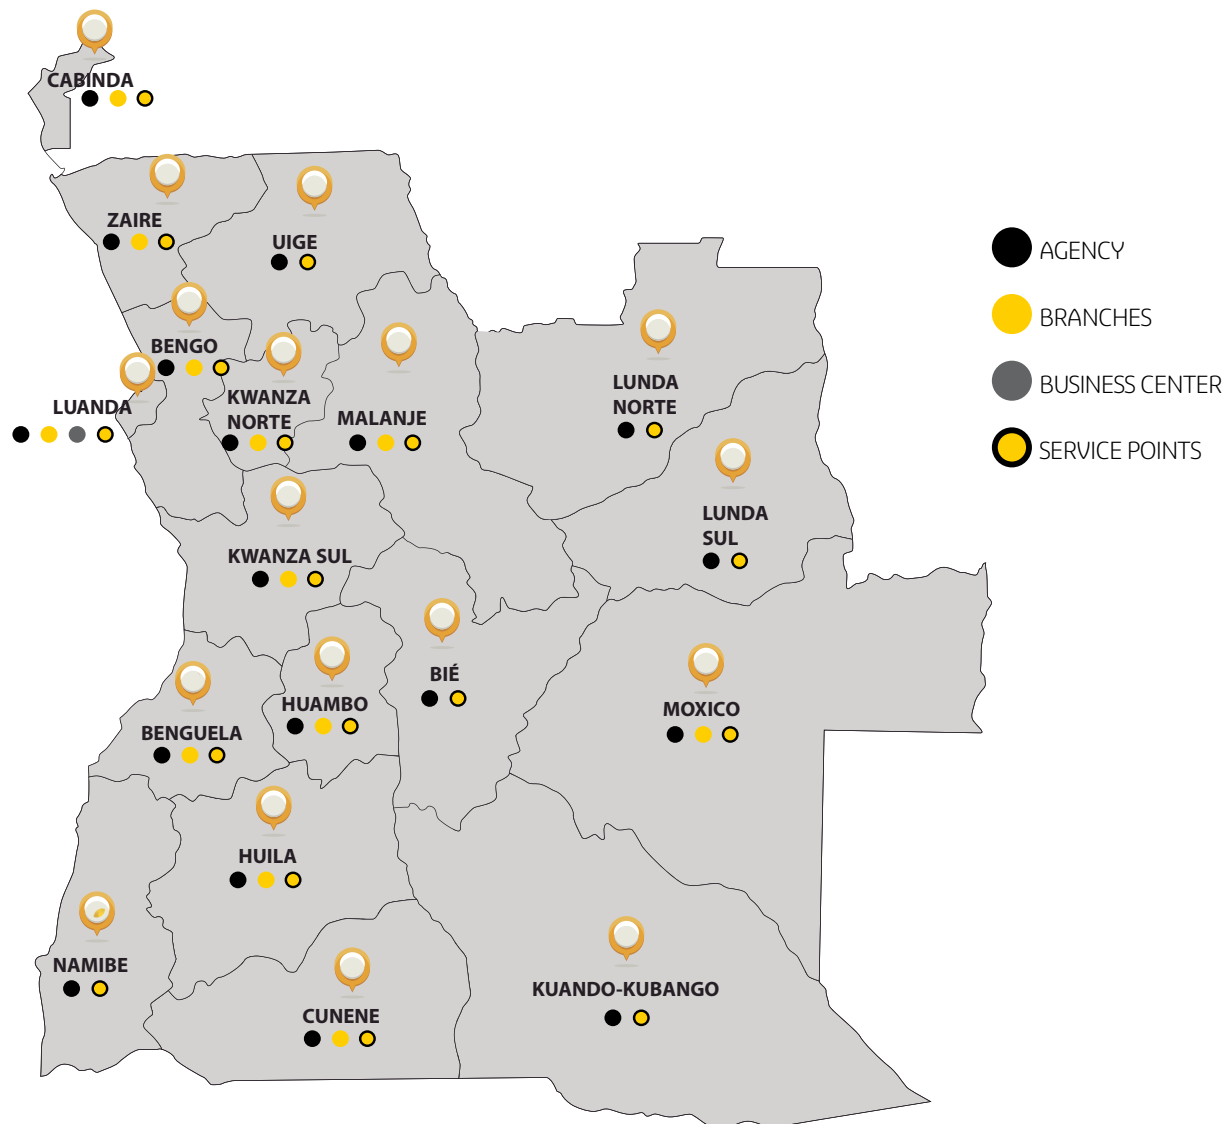 CABINDA
ZAIRE
UIGE
BENGO
KWANZA
NORTE
LUANDA
MALANJE
LUNDA
NORTE
LUNDA
SUL
KWANZA SUL
BIÉ
HUAMBO
MOXICO
BENGUELA
HUILA
NAMIBE
CUNENE
KUANDO-KUBANGO
AGENCY
BRANCHES
BUSINESS CENTER
SERVICE POINTS